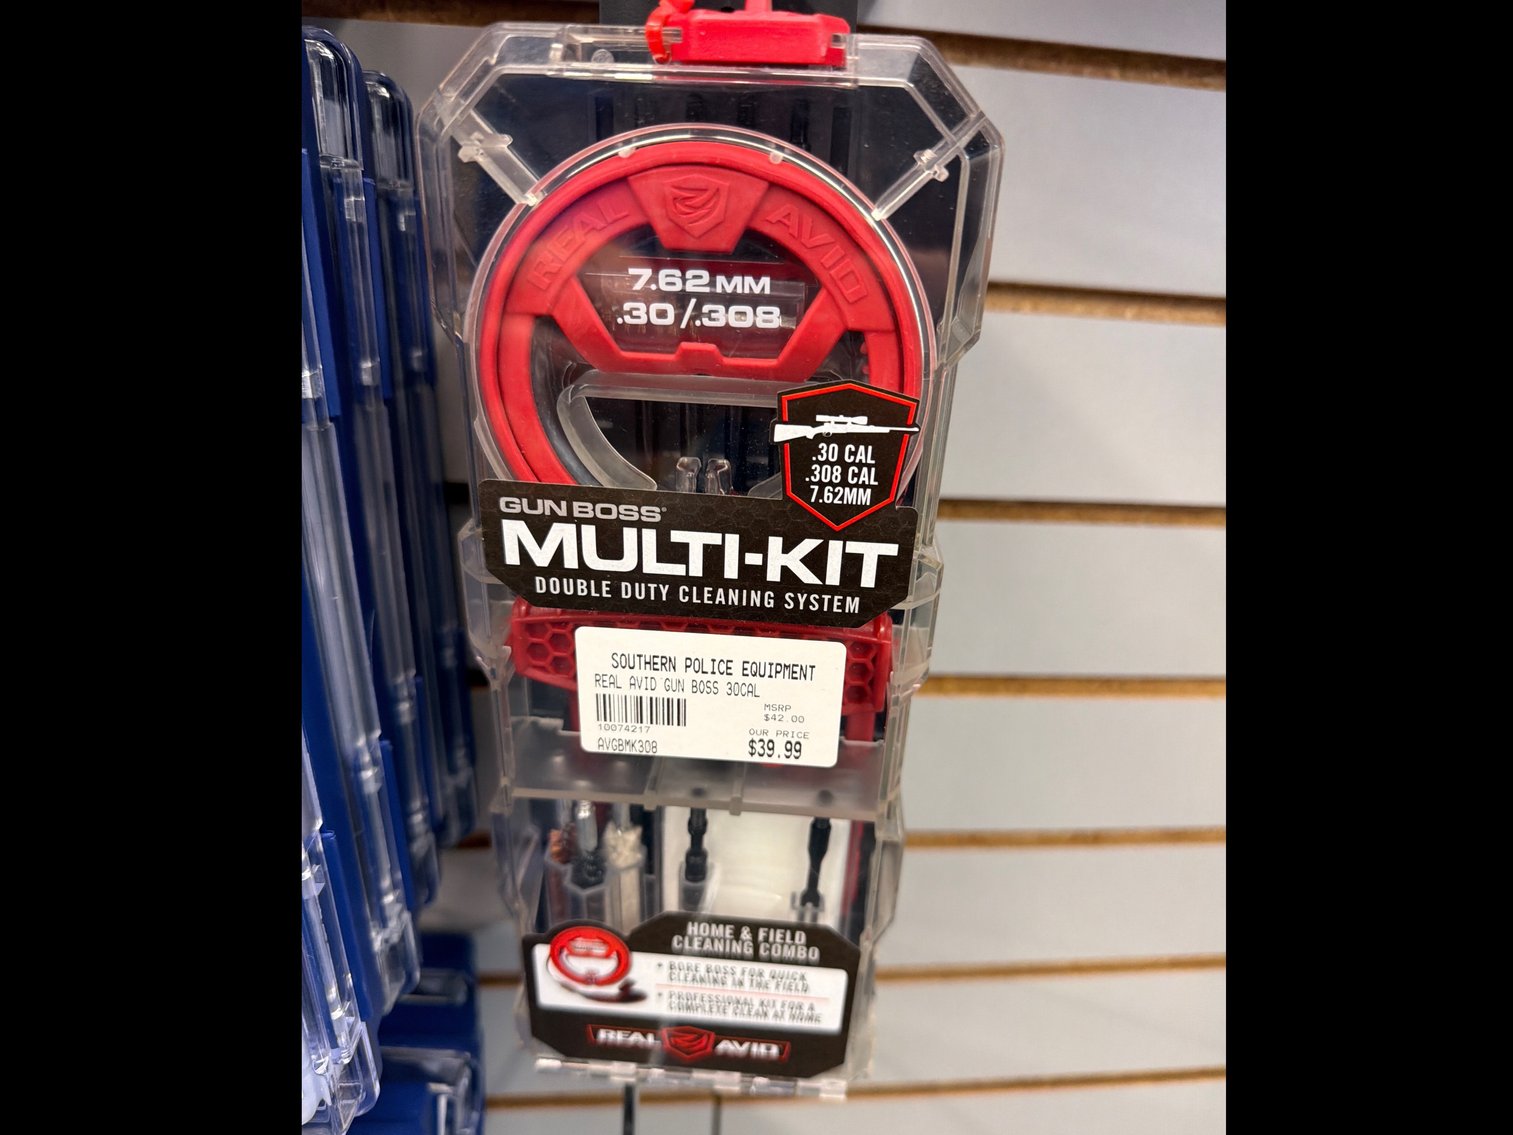 REAL AVID
7.62 MM
.30/.308
.30 CAL
.308 CAL
7.62MM
GUN BOSS®
MULTI-KIT
DOUBLE DUTY CLEANING SYSTEM
SOUTHERN POLICE EQUIPMENT
REAL AVID GUN BOSS 30CAL
MSRP
$42.00
10074217
OUR PRICE
AVGBMK308
$39.99
HOME & FIELD
CLEANING COMBO
• BORE BOSS FOR QUICK
CLEANING IN THE FIELD
• PROFESSIONAL KIT FOR A
COMPLETE CLEAN AT HOME
REAL AVID